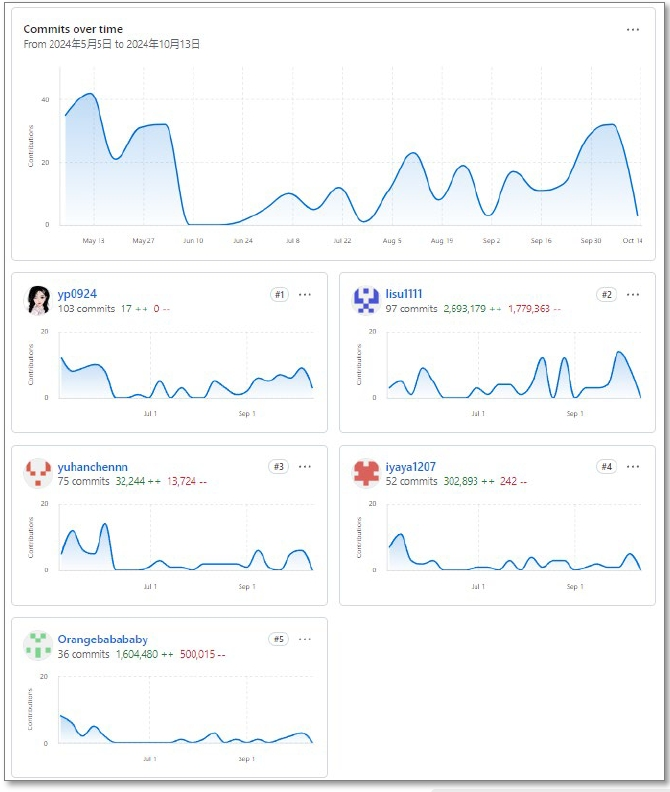 Commits over time
From 2024年5月5日 to 2024年10月13日
Contributions
40
20
0
May 13 May 27 Jun 10 Jun 24 Jul 8 Jul 22 Aug 5 Aug 19 Sep 2 Sep 16 Sep 30 Oct 14
yp0924 #1
103 commits 17 ++ 0 --
Contributions
20
0
Jul 1 Sep 1
lisul111 #2
97 commits 2,693,179 ++ 1,779,363 --
Contributions
20
0
Jul 1 Sep 1
yuhanchennn #3
75 commits 32,244 ++ 13,724 --
Contributions
20
0
Jul 1 Sep 1
iyaya1207 #4
52 commits 302,893 ++ 242 --
Contributions
20
0
Jul 1 Sep 1
Orangebabababy #5
36 commits 1,604,480 ++ 500,015 --
Contributions
20
0
Jul 1 Sep 1